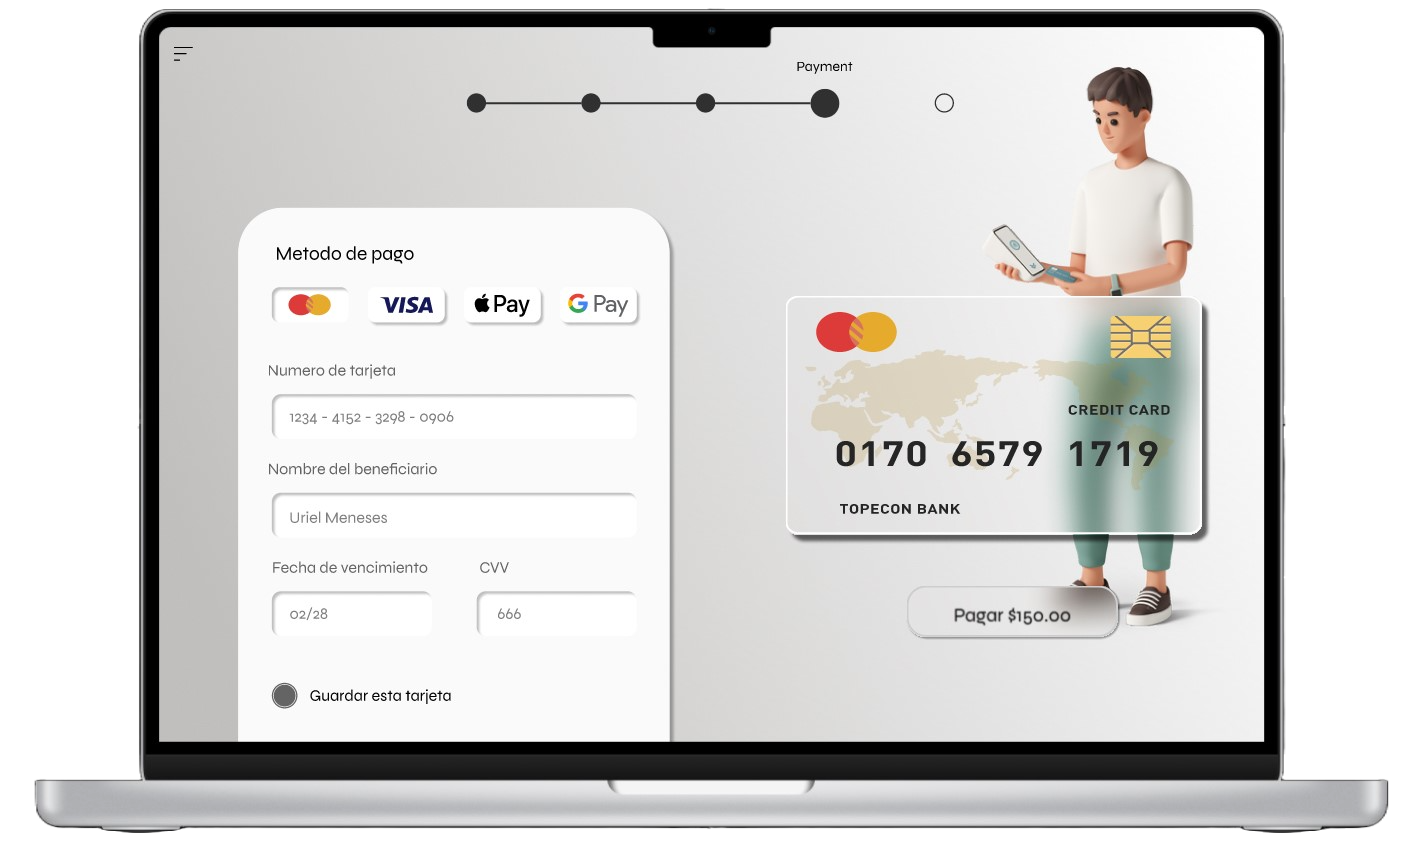 Payment
Metodo de pago
VISA
Pay
G Pay
Numero de tarjeta
1234 - 4152 - 3298 - 0906
Nombre del beneficiario
Uriel Meneses
Fecha de vencimiento
CVV
02/28
666
Guardar esta tarjeta
CREDIT CARD
0170 6579 1719
TOPECON BANK
Pagar $150.00